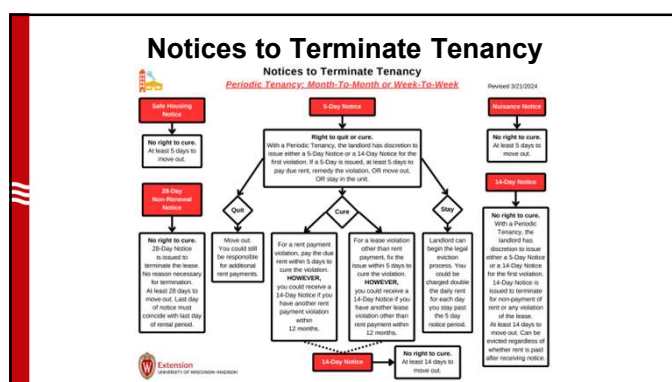 Notices to Terminate Tenancy
Notices to Terminate Tenancy
Periodic Tenancy: Month-To-Month or Week-To-Week
Revised 3/21/2024
Safe Housing
Notice
No right to cure.
At least 5 days to
move out.
28-Day
Non-Renewal
Notice
No right to cure.
28-Day Notice
is issued to
terminate the lease.
No reason necessary
for termination.
At least 28 days to
move out. Last day
of notice must
coincide with last day
of rental period.
5-Day Notice
Right to quit or cure.
With a Periodic Tenancy, the landlord has discretion to
issue either a 5-Day Notice or a 14-Day Notice for the
first violation. If a 5-Day is issued, at least 5 days to
pay due rent, remedy the violation, OR move out,
OR stay in the unit.
Quit
Move out.
You could still
be responsible
for additional
rent payments.
Cure
For a rent payment
violation, pay the due
rent within 5 days to
cure the violation.
HOWEVER,
you could receive a
14-Day Notice if you
have another rent
payment violation
within
12 months.
For a lease violation
other than rent
payment, fix the
issue within 5 days to
cure the violation.
HOWEVER,
you could receive a
14-Day Notice if you
have another lease
violation other than
rent payment within
12 months.
Stay
Landlord can
begin the legal
eviction
process. You
could be
charged double
the daily rent
for each day
you stay past
the 5 day
notice period.
14-Day Notice
No right to cure.
At least 14 days to
move out.
Nuisance Notice
No right to cure.
At least 5 days to
move out.
14-Day Notice
No right to cure.
With a Periodic
Tenancy, the
landlord has
discretion to issue
either a 5-Day Notice
or a 14-Day Notice
for the first violation.
14-Day Notice is
issued to terminate
for non-payment of
rent or any violation
of the lease.
At least 14 days to
move out. Can be
evicted regardless of
whether rent is paid
after receiving notice.
Extension
UNIVERSITY OF WISCONSIN-MADISON